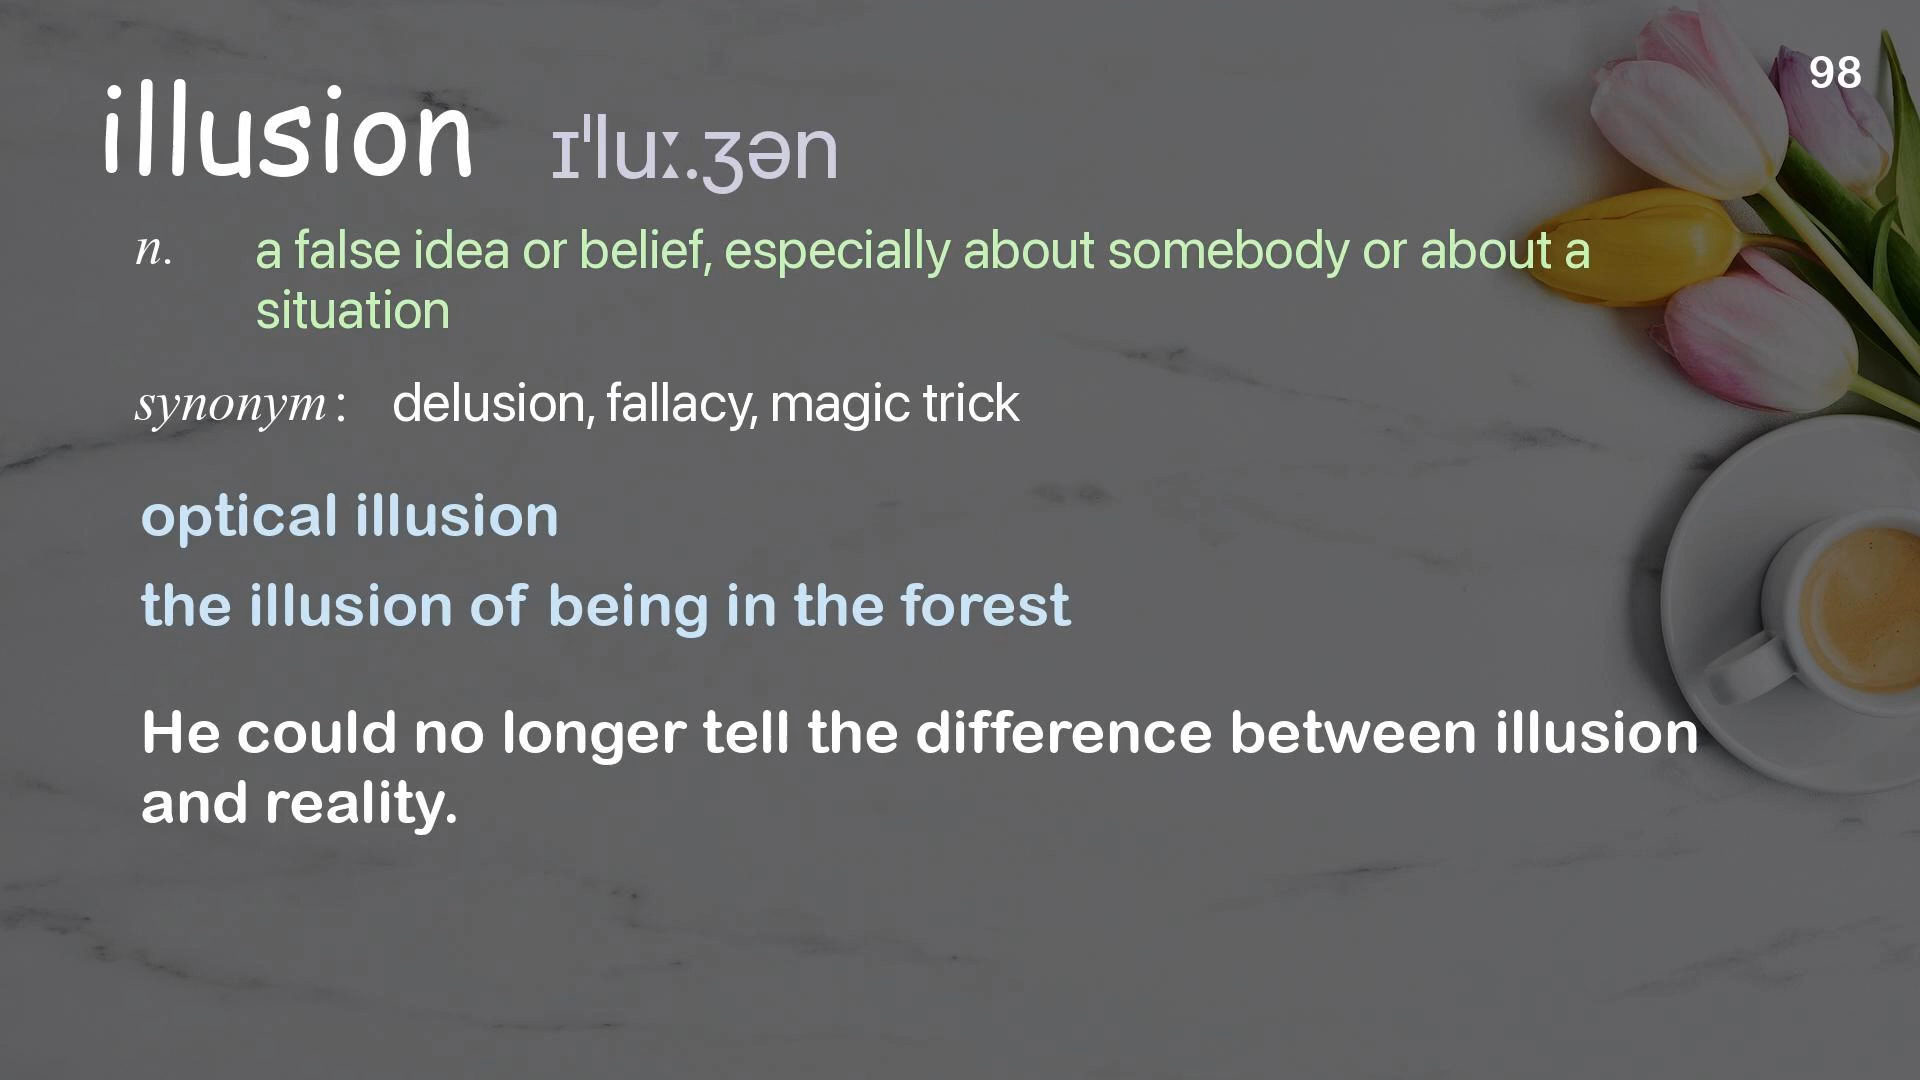 98
illusion ɪˈluː.ʒən
n. a false idea or belief, especially about somebody or about a
situation
synonym: delusion, fallacy, magic trick
optical illusion
the illusion of being in the forest
He could no longer tell the difference between illusion
and reality.